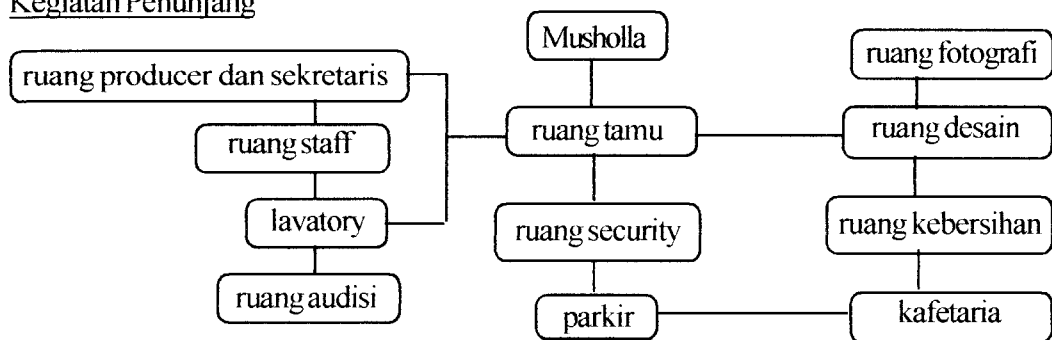 Kegiatan Penunjang
Musholla
ruang fotografi
ruang producer dan sekretaris
ruang tamu
ruang desain
ruang staff
lavatory
ruang security
ruang kebersihan
ruang audisi
parkir
kafetaria